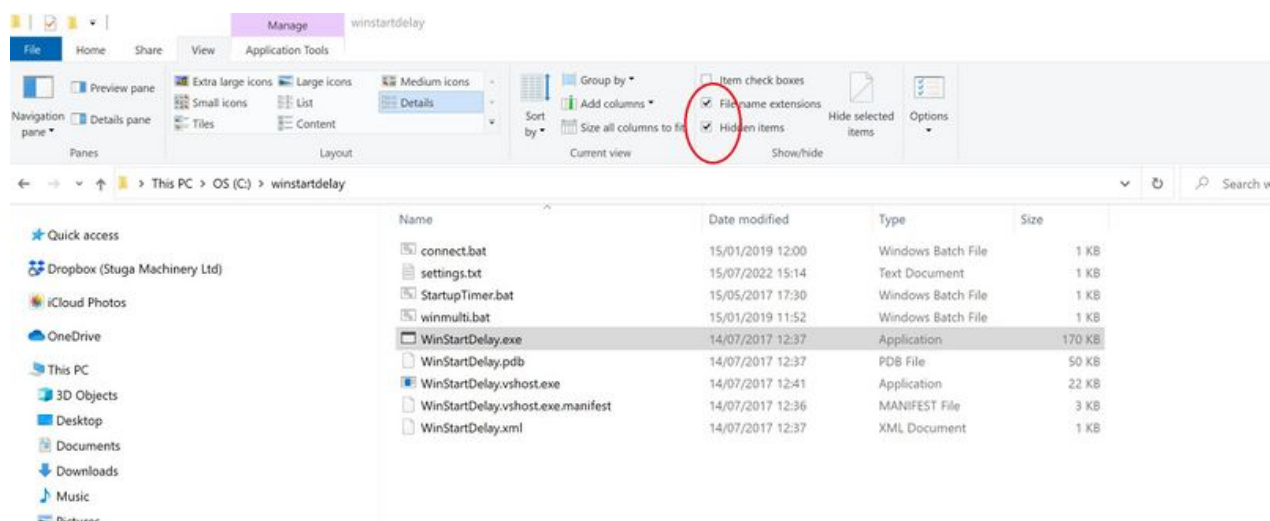 Manage winstartdelay
File Home Share View Application Tools
Navigation pane
Preview pane
Details pane
Panes
Extra large icons Large icons Medium icons
Small icons List Details
Tiles Content
Layout
Sort by
Group by
Add columns
Size all columns to fit
Current view
Item check boxes
File name extensions
Hidden items
Hide selected items
Show/hide
Options
This PC > OS (C:) > winstartdelay
Search w
Quick access
Dropbox (Stuga Machinery Ltd)
iCloud Photos
OneDrive
This PC
3D Objects
Desktop
Documents
Downloads
Music
Pictures
Name Date modified Type Size
connect.bat 15/01/2019 12:00 Windows Batch File 1 KB
settings.txt 15/07/2022 15:14 Text Document 1 KB
StartupTimer.bat 15/05/2017 17:30 Windows Batch File 1 KB
winmulti.bat 15/01/2019 11:52 Windows Batch File 1 KB
WinStartDelay.exe 14/07/2017 12:37 Application 170 KB
WinStartDelay.pdb 14/07/2017 12:37 PDB File 50 KB
WinStartDelay.vshost.exe 14/07/2017 12:41 Application 22 KB
WinStartDelay.vshost.exe.manifest 14/07/2017 12:36 MANIFEST File 3 KB
WinStartDelay.xml 14/07/2017 12:37 XML Document 1 KB